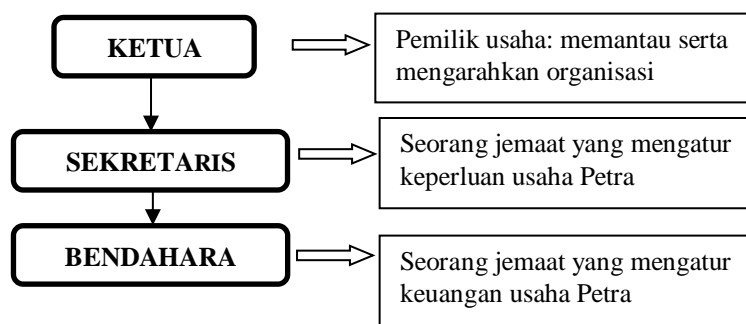 KETUA
Pemilik usaha: memantau serta
mengarahkan organisasi
SEKRETARIS
Seorang jemaat yang mengatur
keperluan usaha Petra
BENDAHARA
Seorang jemaat yang mengatur
keuangan usaha Petra